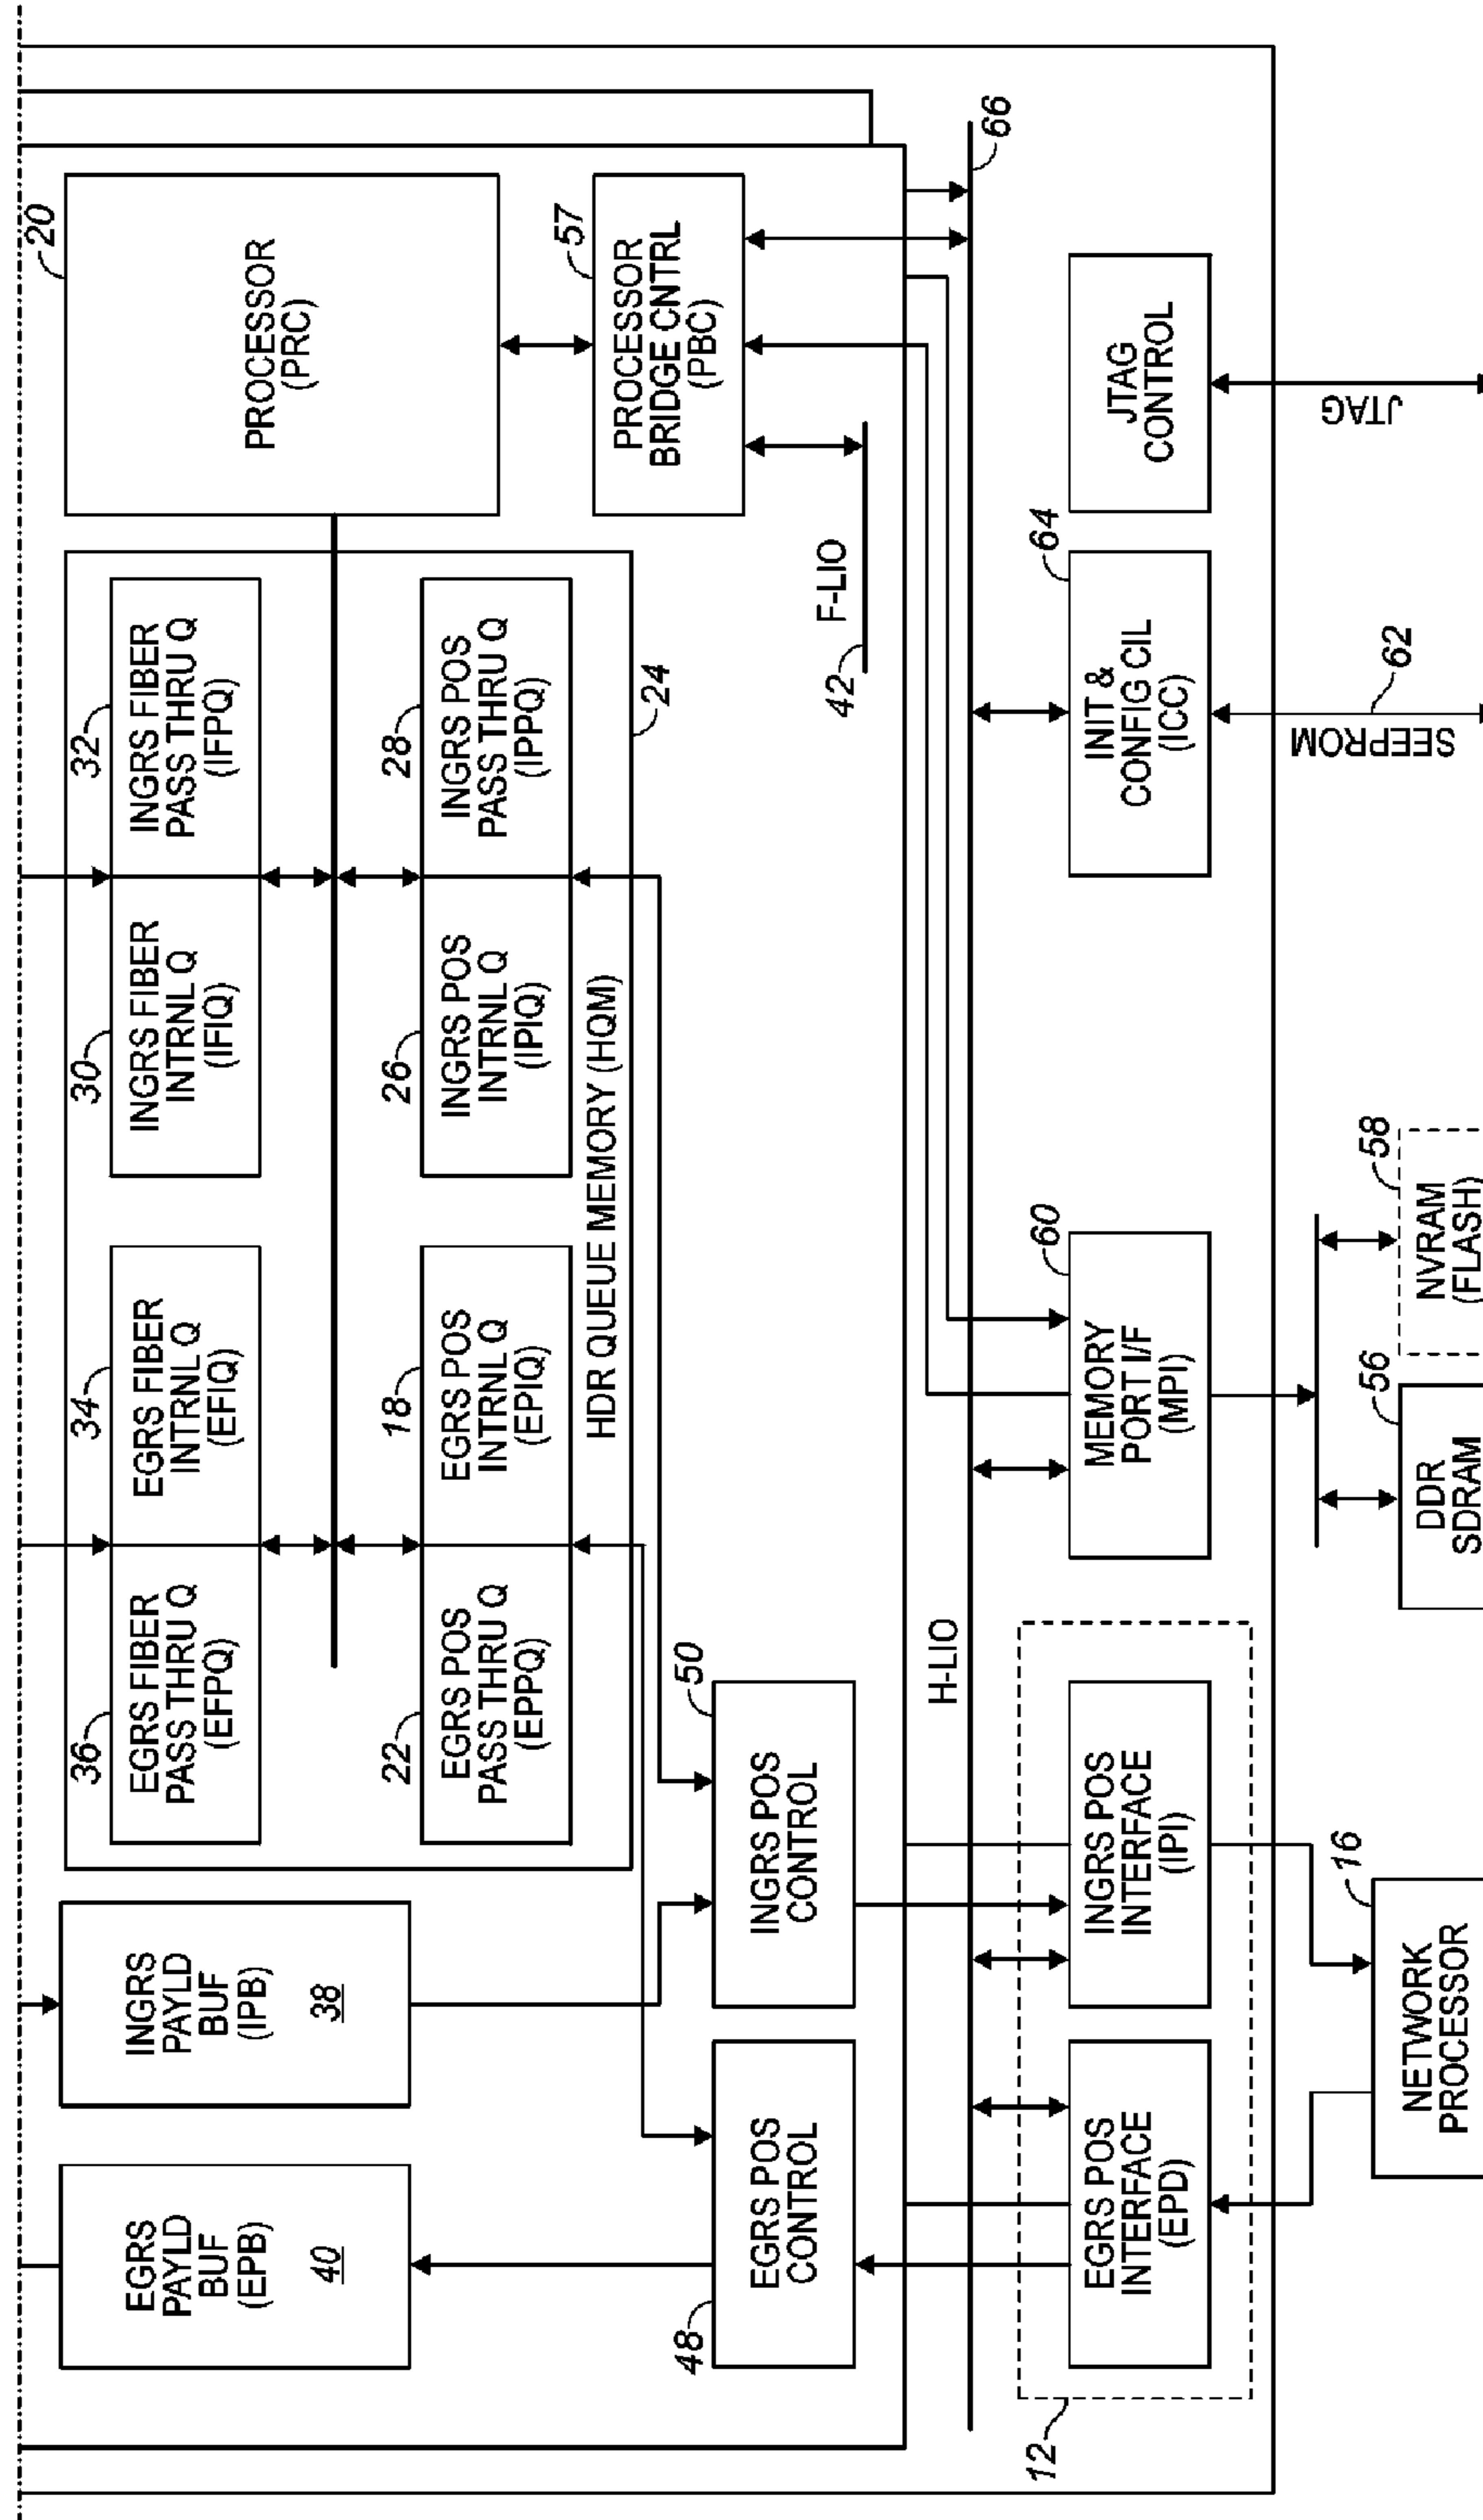 EGRS
PAYLD
BUF
(EPB)
40
INGRS
PAYLD
BUF
(IPB)
38
36
EGRS FIBER
PASS THRU Q
(EFPQ)
34
EGRS FIBER
INTRNL Q
(EFIQ)
30
INGRS FIBER
INTRNL Q
(IFIQ)
32
INGRS FIBER
PASS THRU Q
(IFPQ)
20
PROCESSOR
(PRC)
22
EGRS POS
PASS THRU Q
(EPPQ)
18
EGRS POS
INTRNL Q
(EPIQ)
26
INGRS POS
INTRNL Q
(IPIQ)
28
INGRS POS
PASS THRU Q
(IPPQ)
57
PROCESSOR
BRIDGE CNTRL
(PBC)
HDR QUEUE MEMORY (HQM)
24
48
EGRS POS
CONTROL
50
INGRS POS
CONTROL
F-LIO
42
H-LIO
66
12
EGRS POS
INTERFACE
(EPD)
INGRS POS
INTERFACE
(IPI)
60
MEMORY
PORT I/F
(MPI)
64
INIT &
CONFIG CIL
(ICC)
JTAG
CONTROL
SEEPROM
62
JTAG
16
NETWORK
PROCESSOR
56
DDR
SDRAM
58
NVRAM
(FLASH)